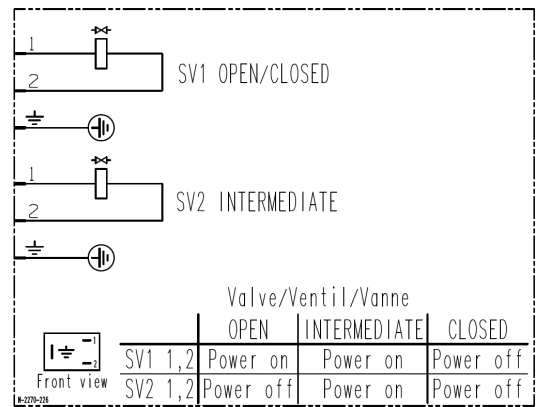 1
2
SV1 OPEN/CLOSED
1
2
SV2 INTERMEDIATE
Valve/Ventil/Vanne
OPEN INTERMEDIATE CLOSED
SV1 1,2 Power on Power on Power off
SV2 1,2 Power off Power on Power off
1
2
Front view
M-2270-226